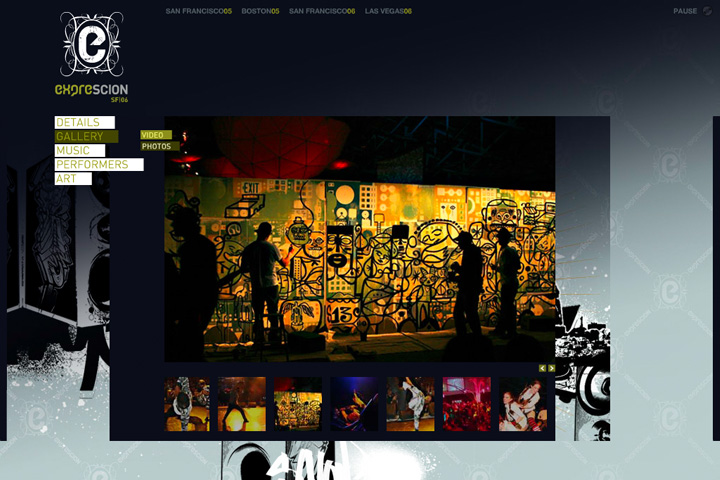 SAN FRANCISCO05 BOSTON05 SAN FRANCISCO06 LAS VEGAS06 PAUSE
e
expreSCION
SF|06
DETAILS
GALLERY
VIDEO
MUSIC
PHOTOS
PERFORMERS
ART
EXIT